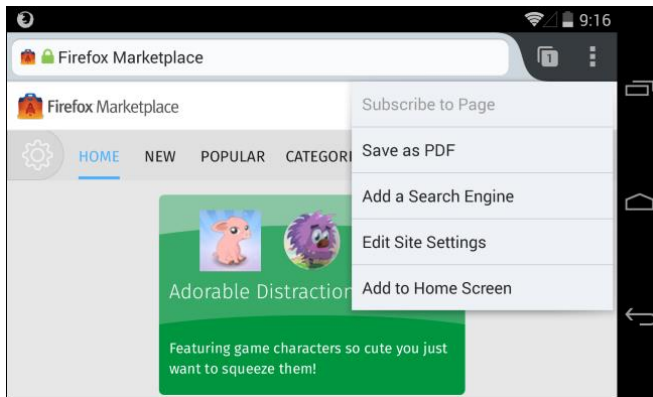 9:16
Firefox Marketplace
1
Firefox Marketplace
Subscribe to Page
Save as PDF
Add a Search Engine
Edit Site Settings
Add to Home Screen
HOME NEW POPULAR CATEGORI
Adorable Distraction
Featuring game characters so cute you just
want to squeeze them!